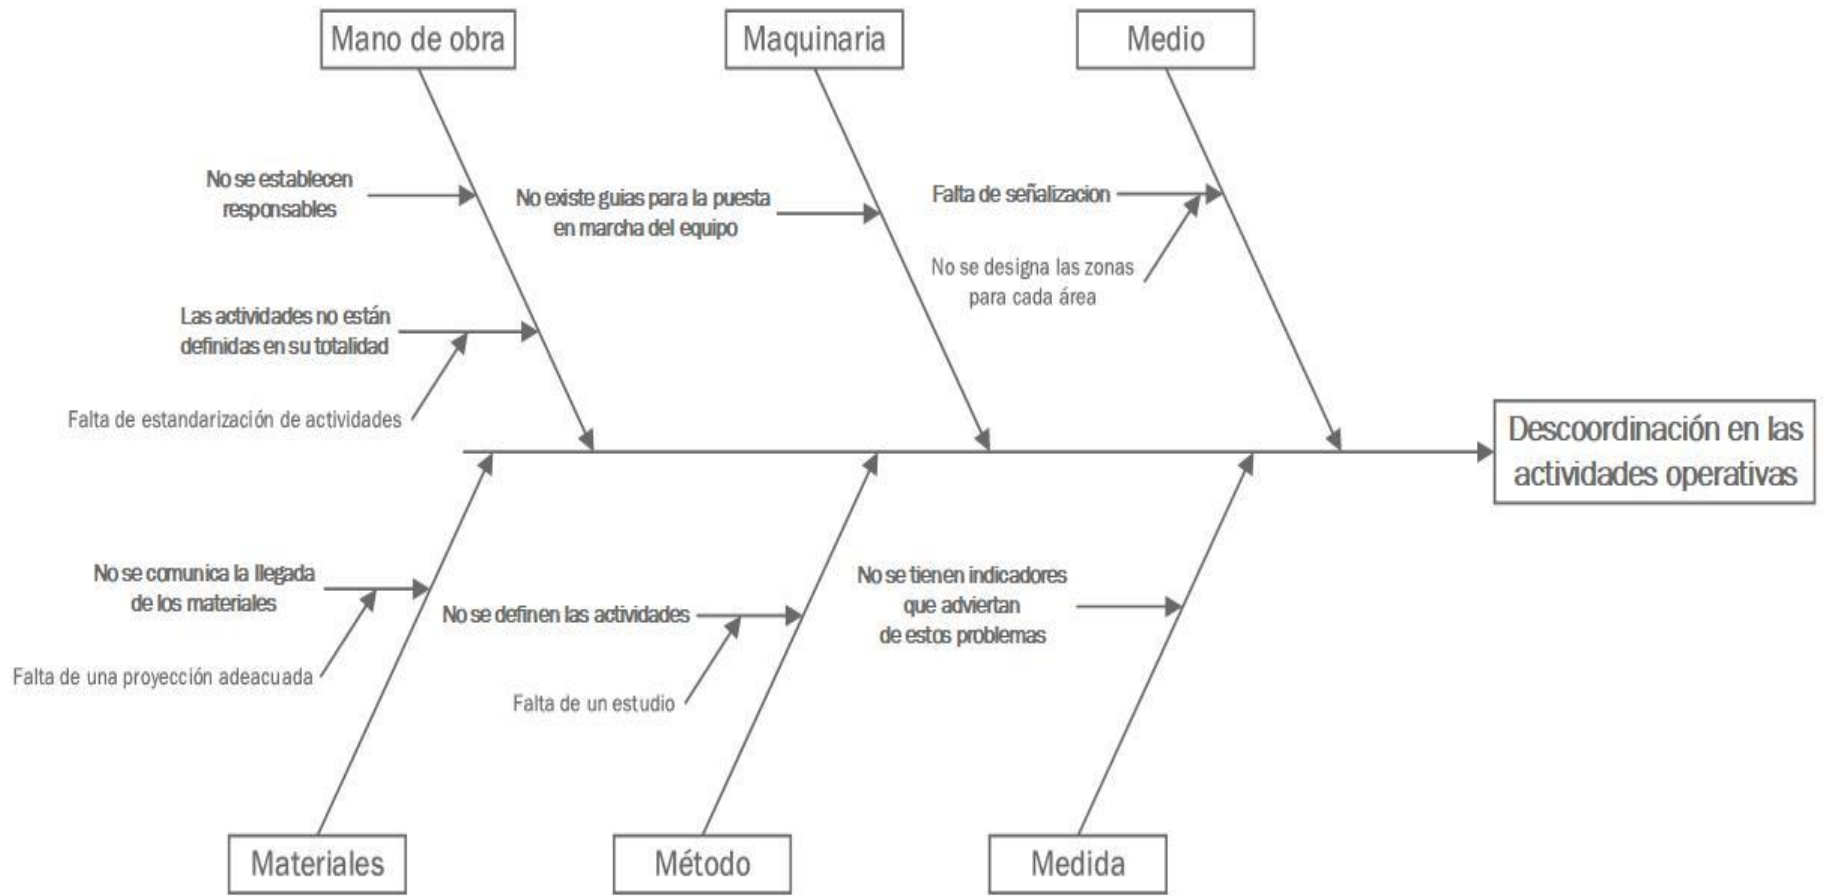 Mano de obra
Maquinaria
Medio
No se establecen
responsables
No existe guias para la puesta
en marcha del equipo
Falta de señalizacion
No se designa las zonas
para cada área
Las actividades no están
definidas en su totalidad
Falta de estandarización de actividades
Descoordinación en las
actividades operativas
No se comunica la llegada
de los materiales
Falta de una proyección adeacuada
No se definen las actividades
Falta de un estudio
No se tienen indicadores
que adviertan
de estos problemas
Materiales
Método
Medida